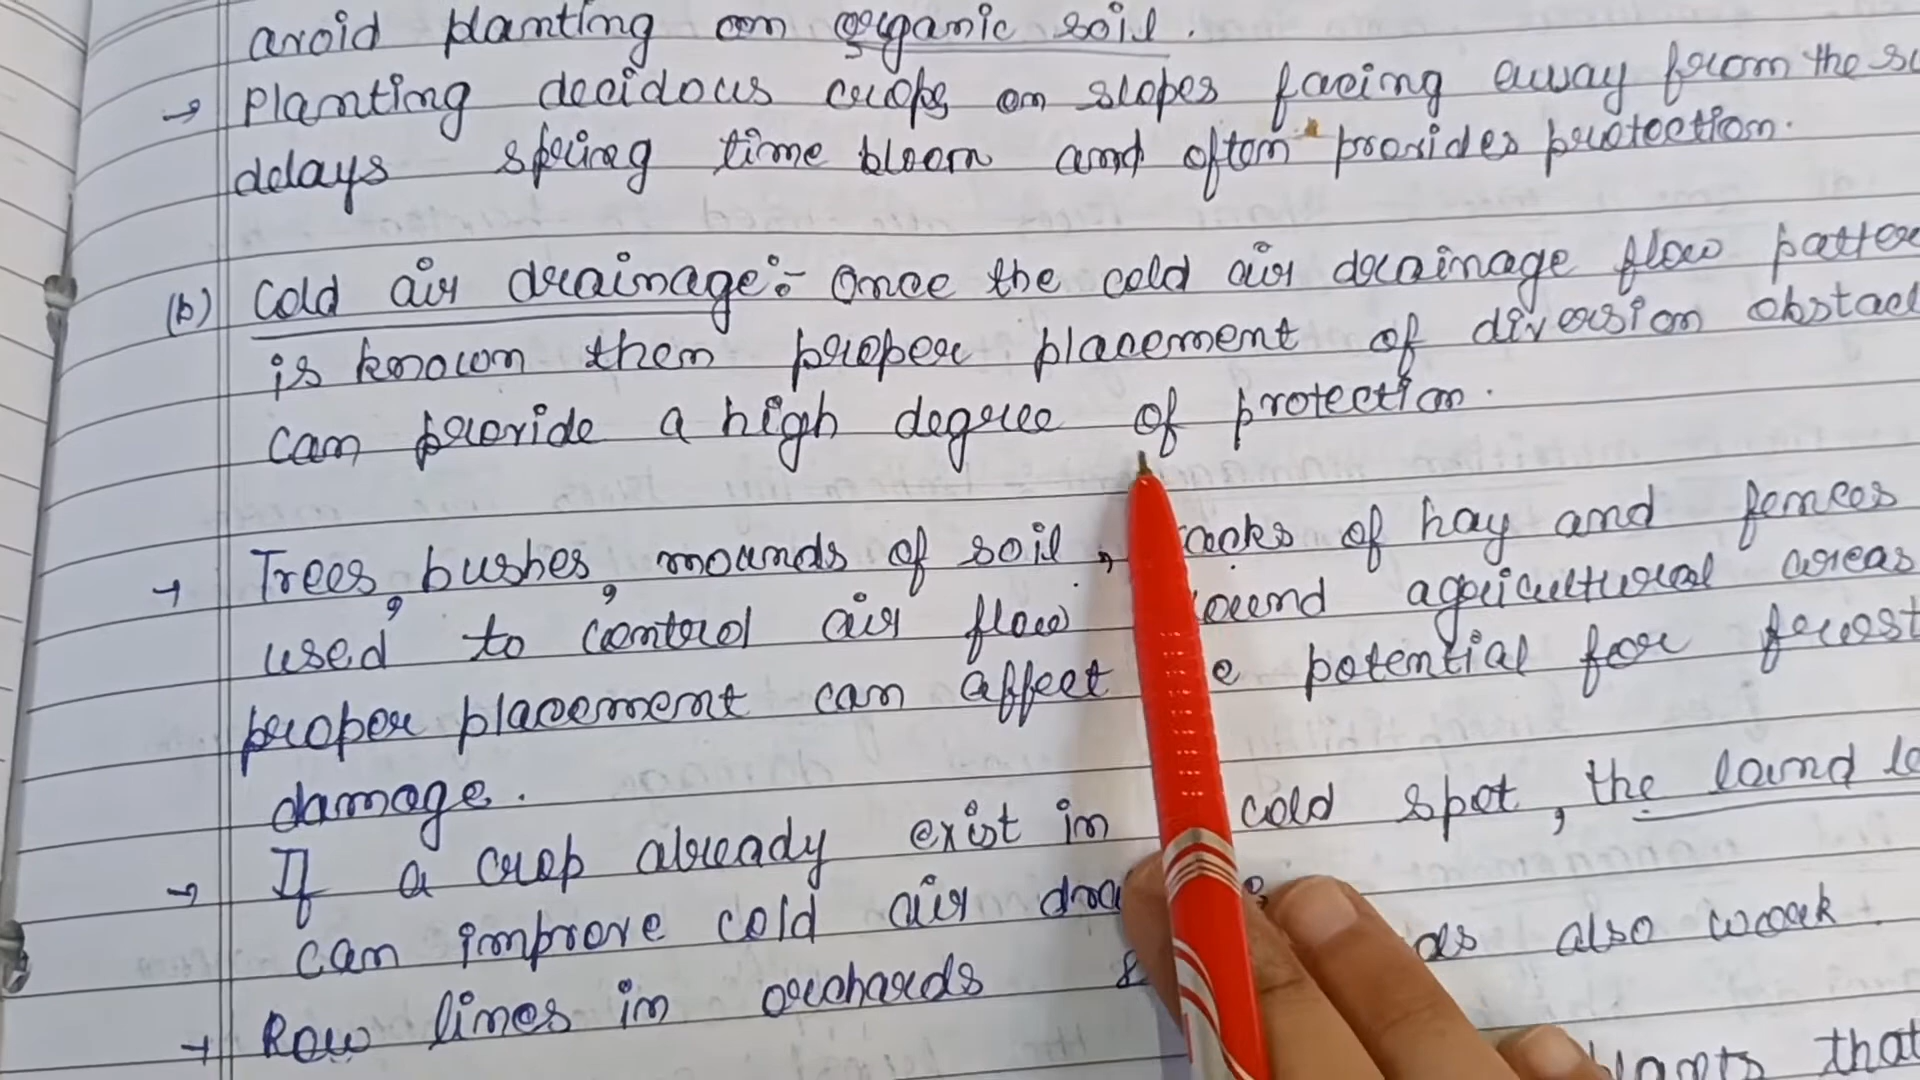 avoid planting on organic soil.
→ Planting decidous crops on slopes facing away from the
delays spring time bloom and often provides protection.
(b) Cold air drainage:- Once the cold air drainage flow
is known then proper placement of diversion
can provide a high degree of protection.
→ Trees, bushes, mounds of soil, of hay and fences
used to control air flow agricultural areas
proper placement can affect potential for frost
damage.
→ If a crop already exist in cold spot, the land
can improve cold air also work.
→ Row lines in orchards & that